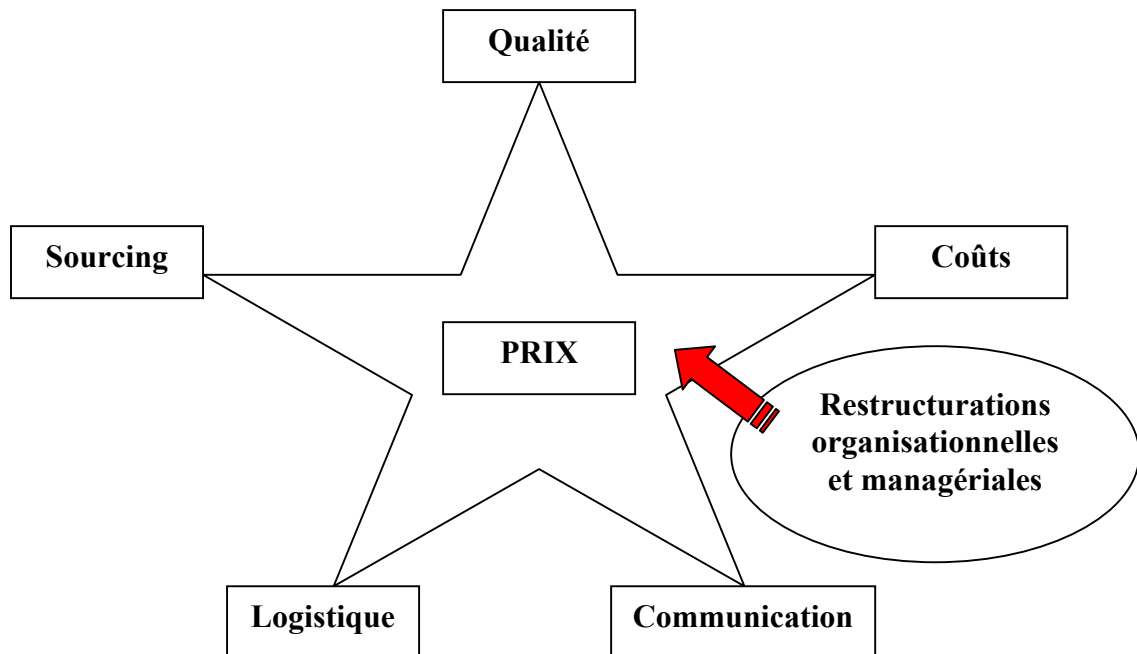 Qualité
Sourcing
Coûts
PRIX
Restructurations
organisationnelles
et managériales
Logistique
Communication